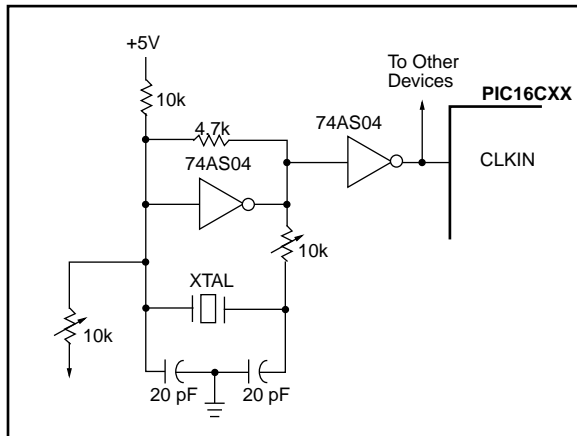 +5V
To Other
Devices
PIC16CXX
10k
4.7k
74AS04
74AS04
CLKIN
10k
XTAL
10k
20 pF
20 pF